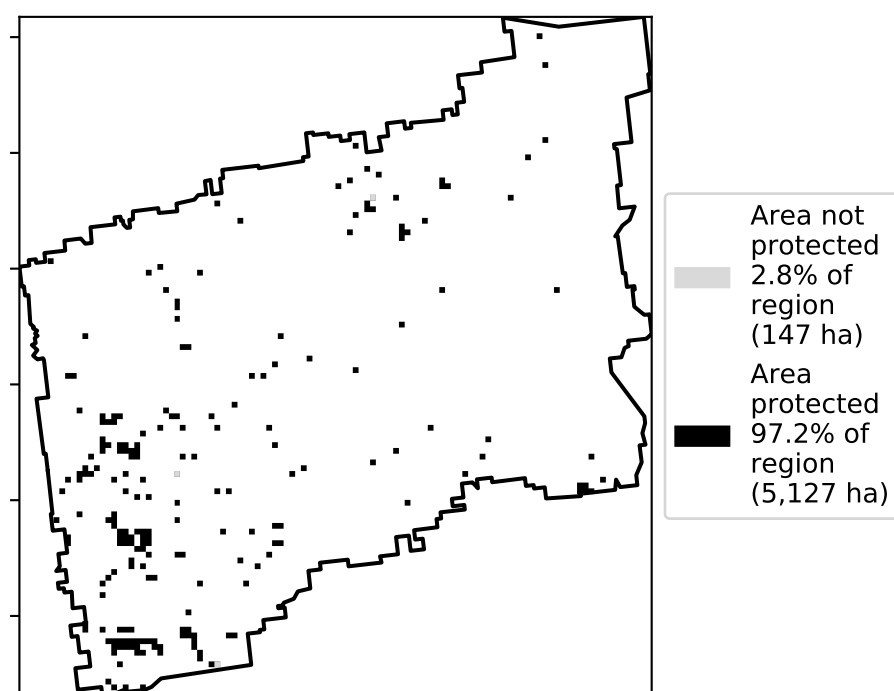 Area not
protected
2.8% of
region
(147 ha)
Area
protected
97.2% of
region
(5,127 ha)